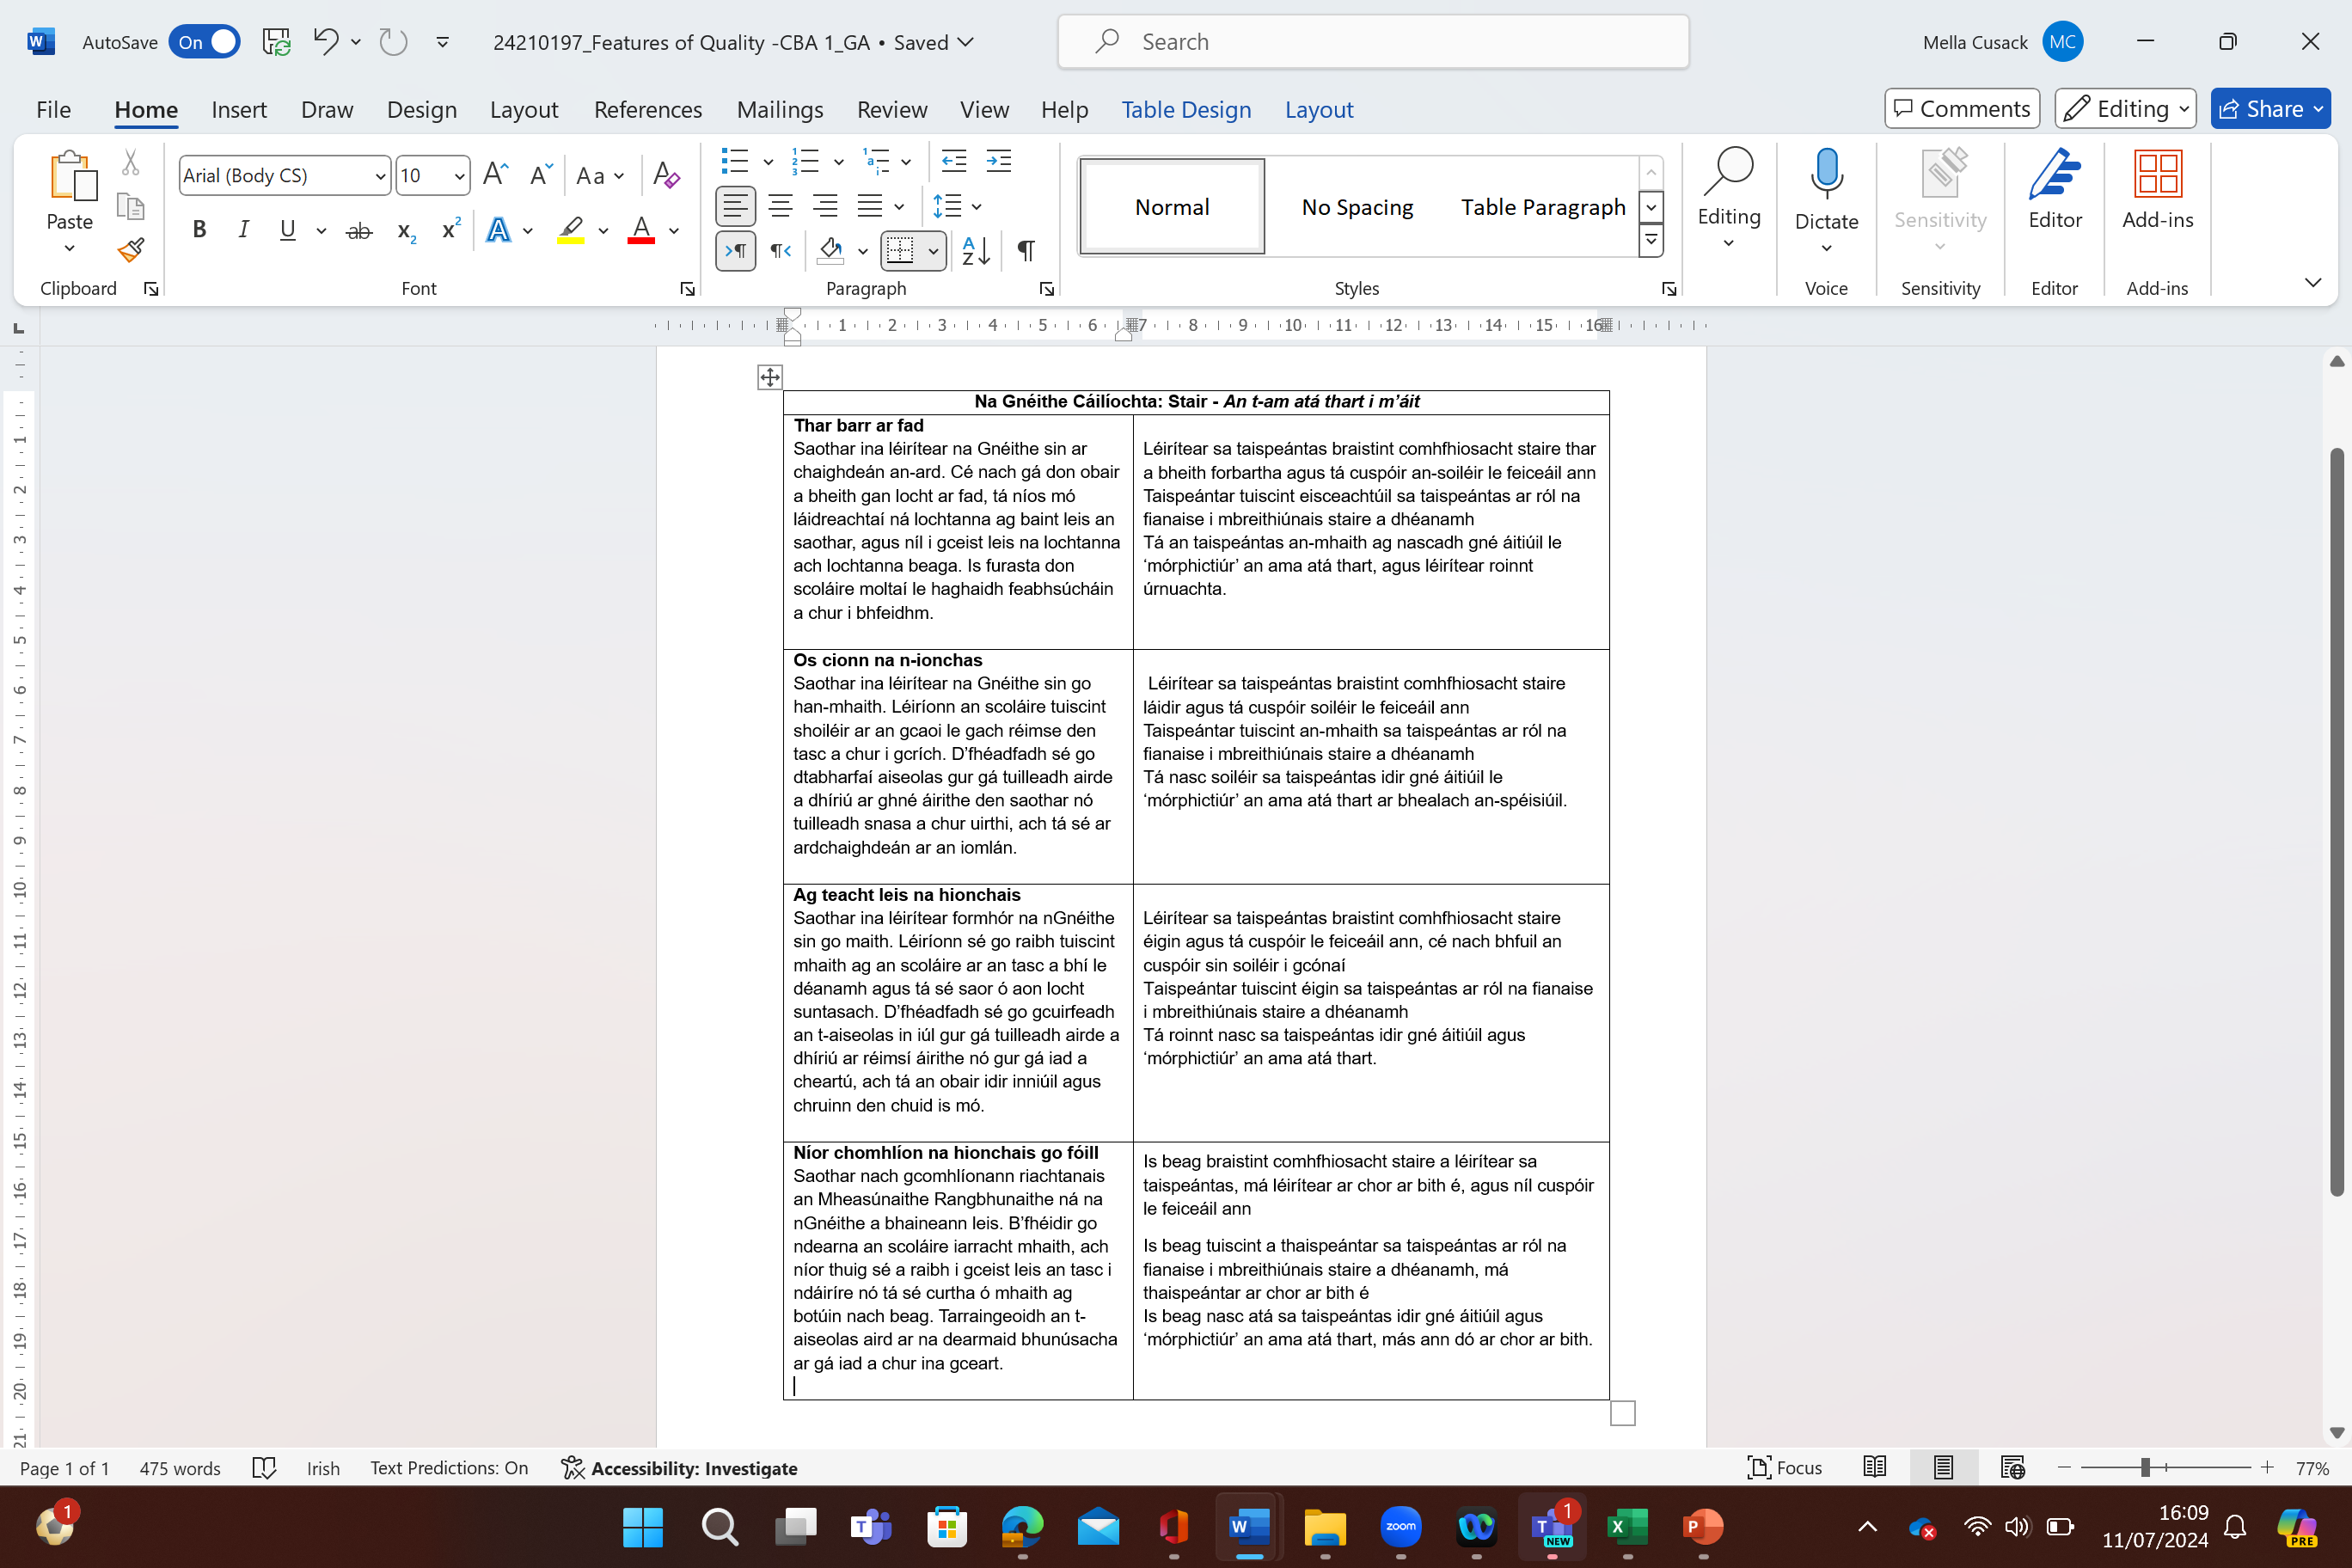 AutoSave On 24210197_Features of Quality -CBA 1_GA • Saved Search Mella Cusack MC
File Home Insert Draw Design Layout References Mailings Review View Help Table Design Layout Comments Editing Share
Paste
Arial (Body CS) 10
Normal No Spacing Table Paragraph
Editing Dictate Sensitivity Editor Add-ins
Clipboard Font Paragraph Styles Voice Sensitivity Editor Add-ins
1 2 3 4 5 6 7 8 9 10 11 12 13 14 15 16
Na Gnéithe Cáilíochta: Stair - An t-am atá thart i m’áit
Thar barr ar fad
Saothar ina léirítear na Gnéithe sin ar
chaighdeán an-ard. Cé nach gá don obair
a bheith gan locht ar fad, tá níos mó
láidreachtaí ná lochtanna ag baint leis an
saothar, agus níl i gceist leis na lochtanna
ach lochtanna beaga. Is furasta don
scoláire moltaí le haghaidh feabhsúcháin
a chur i bhfeidhm.
Léirítear sa taispeántas braistint comhfhiosacht staire thar
a bheith forbartha agus tá cuspóir an-soiléir le feiceáil ann
Taispeántar tuiscint eisceachtúil sa taispeántas ar ról na
fianaise i mbreithiúnais staire a dhéanamh
Tá an taispeántas an-mhaith ag nascadh gné áitiúil le
‘mórphictiúr’ an ama atá thart, agus léirítear roinnt
úrnuachta.
Os cionn na n-ionchas
Saothar ina léirítear na Gnéithe sin go
han-mhaith. Léiríonn an scoláire tuiscint
shoiléir ar an gcaoi le gach réimse den
tasc a chur i gcrích. D’fhéadfadh sé go
dtabharfaí aiseolas gur gá tuilleadh airde
a dhíriú ar ghné áirithe den saothar nó
tuilleadh snasa a chur uirthi, ach tá sé ar
ardchaighdeán ar an iomlán.
Léirítear sa taispeántas braistint comhfhiosacht staire
láidir agus tá cuspóir soiléir le feiceáil ann
Taispeántar tuiscint an-mhaith sa taispeántas ar ról na
fianaise i mbreithiúnais staire a dhéanamh
Tá nasc soiléir sa taispeántas idir gné áitiúil le
‘mórphictiúr’ an ama atá thart ar bhealach an-spéisiúil.
Ag teacht leis na hionchais
Saothar ina léirítear formhór na nGnéithe
sin go maith. Léiríonn sé go raibh tuiscint
mhaith ag an scoláire ar an tasc a bhí le
déanamh agus tá sé saor ó aon locht
suntasach. D’fhéadfadh sé go gcuirfeadh
an t-aiseolas in iúl gur gá tuilleadh airde a
dhíriú ar réimsí áirithe nó gur gá iad a
cheartú, ach tá an obair idir inniúil agus
chruinn den chuid is mó.
Léirítear sa taispeántas braistint comhfhiosacht staire
éigin agus tá cuspóir le feiceáil ann, cé nach bhfuil an
cuspóir sin soiléir i gcónaí
Taispeántar tuiscint éigin sa taispeántas ar ról na fianaise
i mbreithiúnais staire a dhéanamh
Tá roinnt nasc sa taispeántas idir gné áitiúil agus
‘mórphictiúr’ an ama atá thart.
Níor chomhlíon na hionchais go fóill
Saothar nach gcomhlíonann riachtanais
an Mheasúnaithe Rangbhunaithe ná na
nGnéithe a bhaineann leis. B’fhéidir go
ndearna an scoláire iarracht mhaith, ach
níor thuig sé a raibh i gceist leis an tasc i
ndáiríre nó tá sé curtha ó mhaith ag
botúin nach beag. Tarraingeoidh an t-
aiseolas aird ar na dearmaid bhunúsacha
ar gá iad a chur ina gceart.
Is beag braistint comhfhiosacht staire a léirítear sa
taispeántas, má léirítear ar chor ar bith é, agus níl cuspóir
le feiceáil ann
Is beag tuiscint a thaispeántar sa taispeántas ar ról na
fianaise i mbreithiúnais staire a dhéanamh, má
thaispeántar ar chor ar bith é
Is beag nasc atá sa taispeántas idir gné áitiúil agus
‘mórphictiúr’ an ama atá thart, más ann dó ar chor ar bith.
Page 1 of 1 475 words Irish Text Predictions: On Accessibility: Investigate Focus 77%
1 zoom 1 NEW 16:09
11/07/2024 PRE